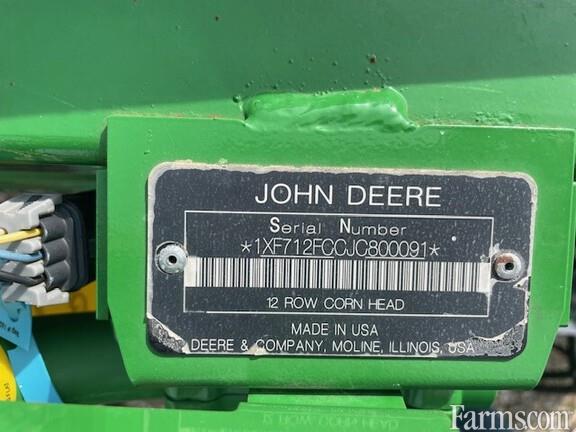 JOHN DEERE
Serial Number
*1XF712FCCJC800091*
12 ROW CORN HEAD
MADE IN USA
DEERE & COMPANY, MOLINE, ILLINOIS, USA
Farms.com